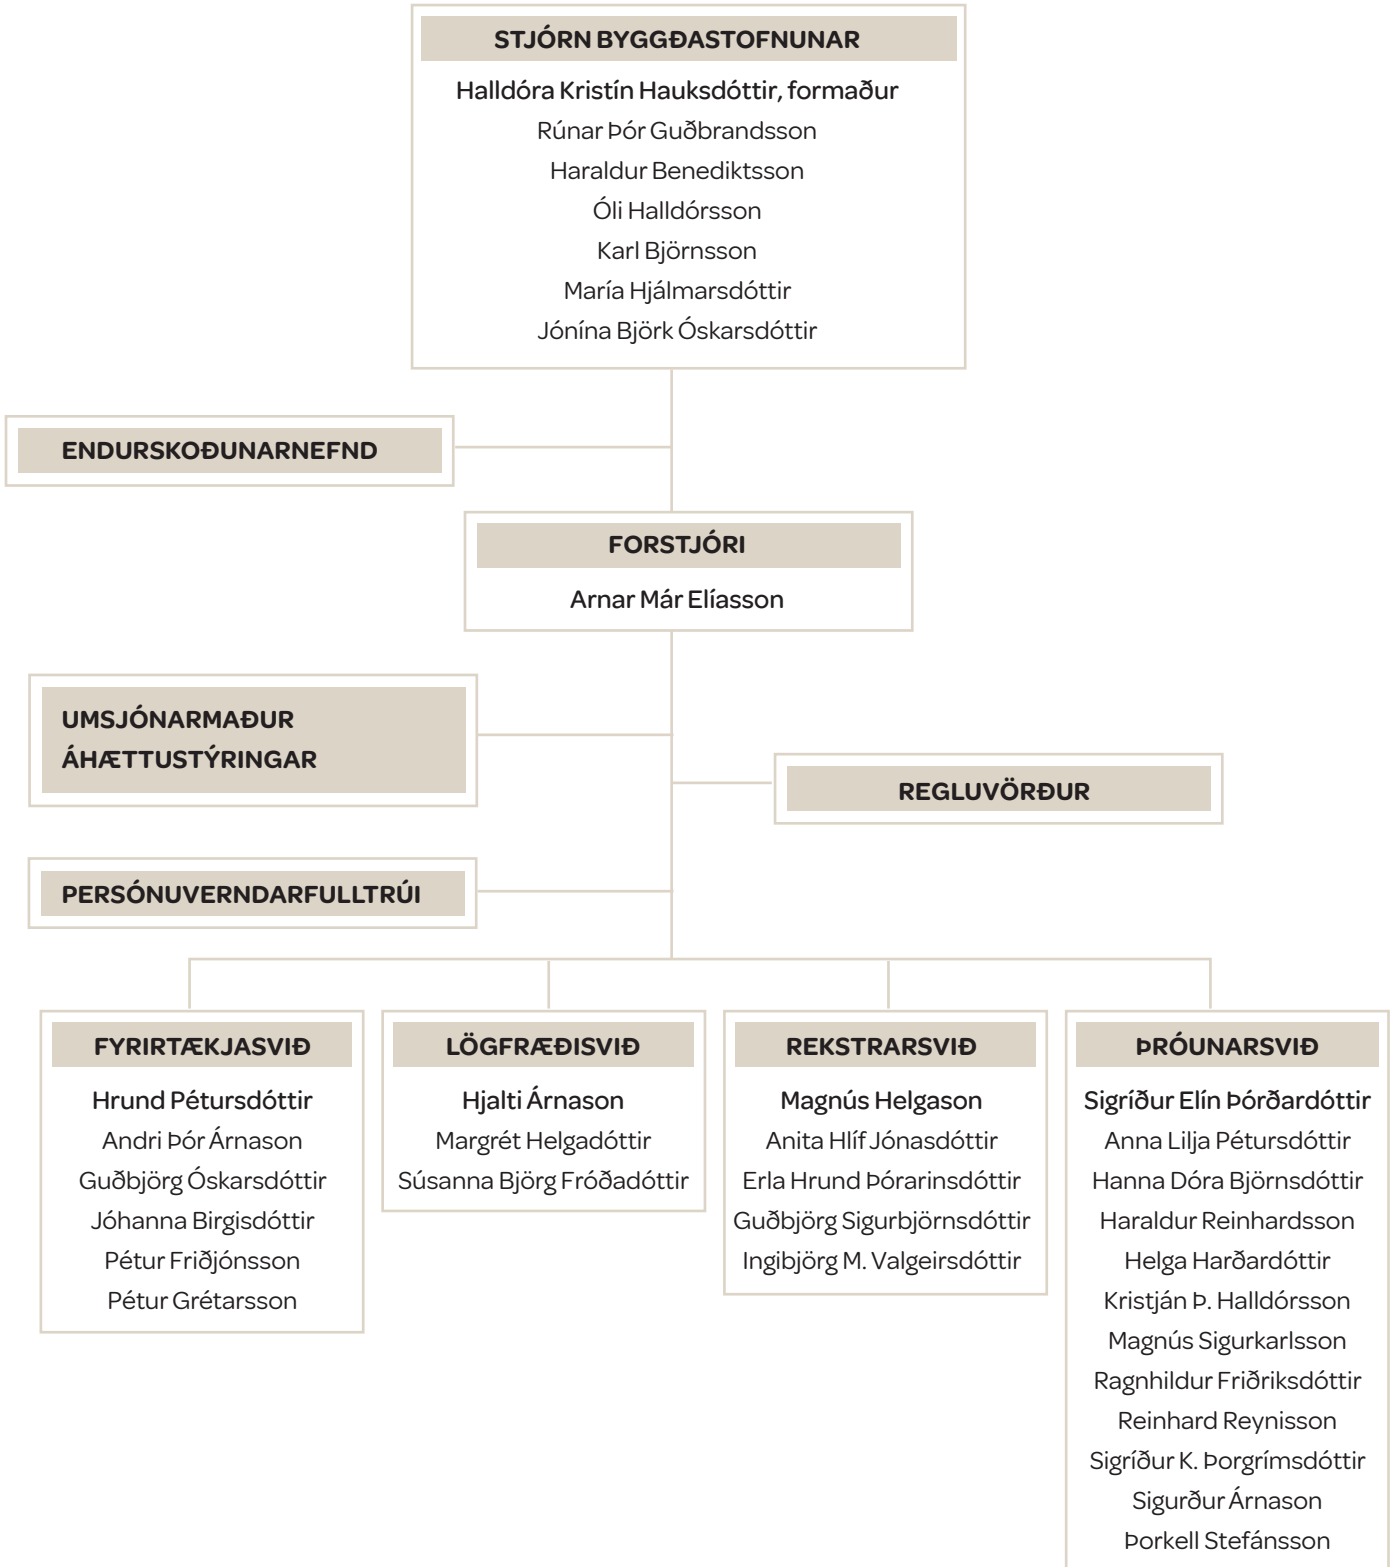 STJÓRN BYGGÐASTOFNUNAR
Halldóra Kristín Hauksdóttir, formaður
Rúnar Þór Guðbrandsson
Haraldur Benediktsson
Óli Halldórsson
Karl Björnsson
María Hjálmarsdóttir
Jónína Björk Óskarsdóttir
ENDURSKOÐUNARNEFND
FORSTJÓRI
Arnar Már Elíasson
UMSJÓNARMAÐUR
ÁHÆTTUSTÝRINGAR
REGLUVÖRÐUR
PERSÓNUVERNDARFULLTRÚI
FYRIRTÆKJASVIÐ
Hrund Pétursdóttir
Andri Þór Árnason
Guðbjörg Óskarsdóttir
Jóhanna Birgisdóttir
Pétur Friðjónsson
Pétur Grétarsson
LÖGFRÆÐISVIÐ
Hjalti Árnason
Margrét Helgadóttir
Súsanna Björg Fróðadóttir
REKSTRARSVIÐ
Magnús Helgason
Anita Hlíf Jónasdóttir
Erla Hrund Þórarinsdóttir
Guðbjörg Sigurbjörnsdóttir
Ingibjörg M. Valgeirsdóttir
ÞRÓUNARSVIÐ
Sigríður Elín Þórðardóttir
Anna Lilja Pétursdóttir
Hanna Dóra Björnsdóttir
Haraldur Reinhardsson
Helga Harðardóttir
Kristján Þ. Halldórsson
Magnús Sigurkarlsson
Ragnhildur Friðriksdóttir
Reinhard Reynisson
Sigríður K. Þorgrímsdóttir
Sigurður Árnason
Þorkell Stefánsson